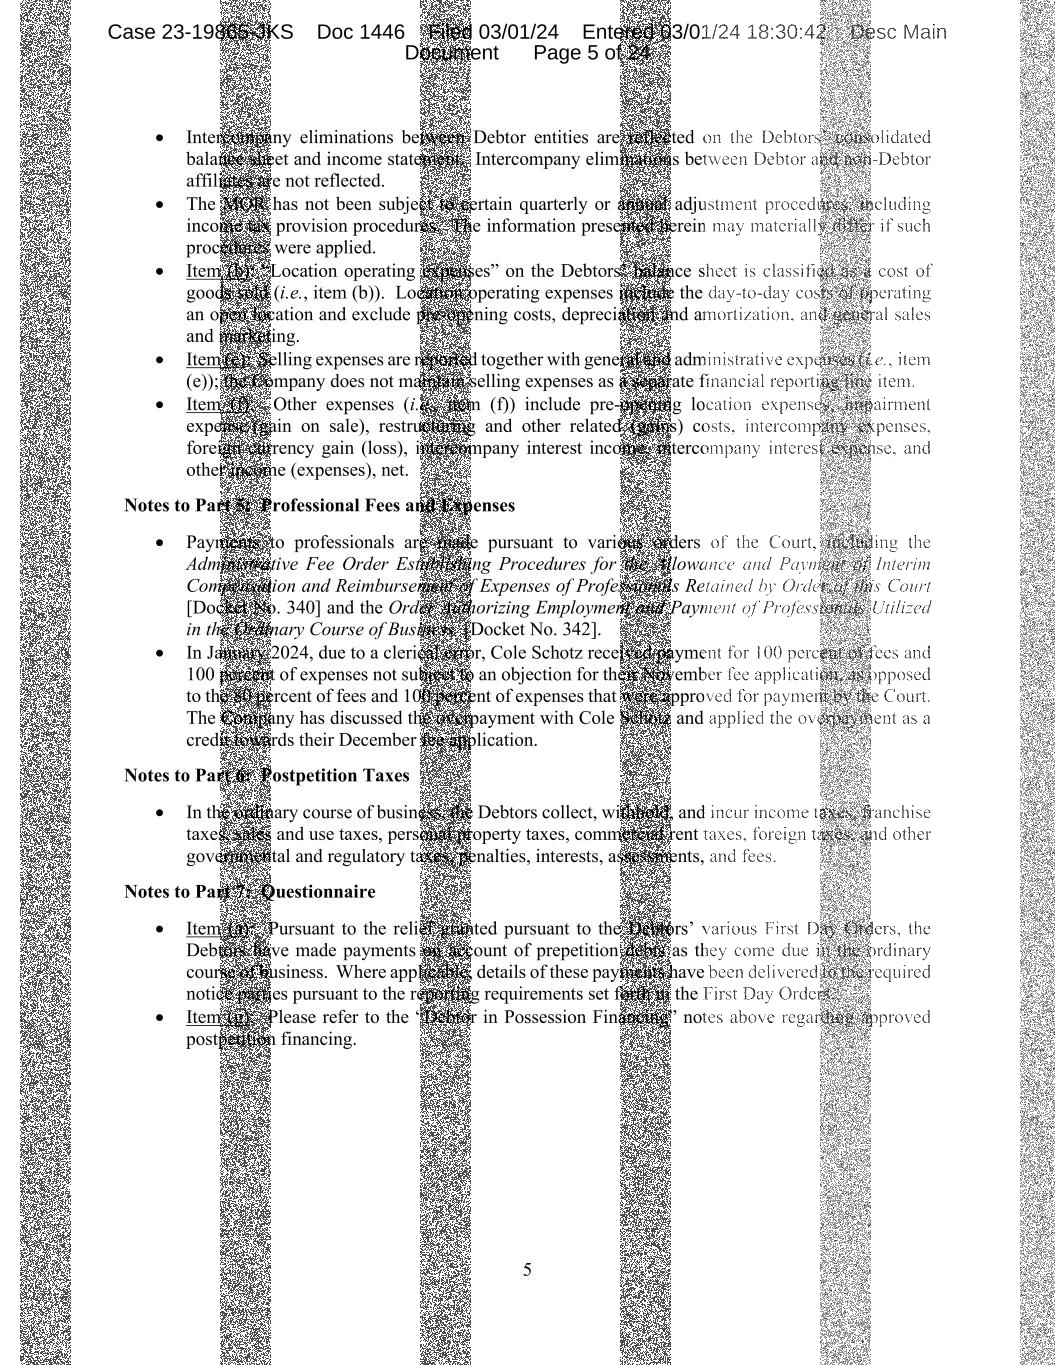 Case 23-19865-JKS Doc 1446 Filed 03/01/24 Entered 03/01/24 18:30:42 Desc Main
Document Page 5 of 24
• Intercompany eliminations between Debtor entities are reflected on the Debtors’ consolidated
balance sheet and income statement. Intercompany eliminations between Debtor and non-Debtor
affiliates are not reflected.
• The MOR has not been subject to certain quarterly or annual adjustment procedures, including
income tax provision procedures. The information presented herein may materially differ if such
procedures were applied.
• Item (b): “Location operating expenses” on the Debtors’ balance sheet is classified as a cost of
goods sold (i.e., item (b)). Location operating expenses include the day-to-day costs of operating
an open location and exclude pre-opening costs, depreciation and amortization, and general sales
and marketing.
• Item (e): Selling expenses are reported together with general and administrative expenses (i.e., item
(e)); the Company does not maintain selling expenses as a separate financial reporting line item.
• Item (f): Other expenses (i.e., item (f)) include pre-opening location expenses, impairment
expense (gain on sale), restructuring and other related (gains) costs, intercompany expenses,
foreign currency gain (loss), intercompany interest income, intercompany interest expense, and
other income (expenses), net.
Notes to Part 5: Professional Fees and Expenses
• Payments to professionals are made pursuant to various orders of the Court, including the
Administrative Fee Order Establishing Procedures for the Allowance and Payment of Interim
Compensation and Reimbursement of Expenses of Professionals Retained by Order of this Court
[Docket No. 340] and the Order Authorizing Employment and Payment of Professionals Utilized
in the Ordinary Course of Business [Docket No. 342].
• In January 2024, due to a clerical error, Cole Schotz received payment for 100 percent of fees and
100 percent of expenses not subject to an objection for their November fee application, as opposed
to the 80 percent of fees and 100 percent of expenses that were approved for payment by the Court.
The Company has discussed the overpayment with Cole Schotz and applied the overpayment as a
credit towards their December fee application.
Notes to Part 6: Postpetition Taxes
• In the ordinary course of business, the Debtors collect, withhold, and incur income taxes, franchise
taxes, sales and use taxes, personal property taxes, commercial rent taxes, foreign taxes, and other
governmental and regulatory taxes, penalties, interests, assessments, and fees.
Notes to Part 7: Questionnaire
• Item (a): Pursuant to the relief granted pursuant to the Debtors’ various First Day Orders, the
Debtors have made payments on account of prepetition debts as they come due in the ordinary
course of business. Where applicable, details of these payments have been delivered to the required
notice parties pursuant to the reporting requirements set forth in the First Day Orders.
• Item (g): Please refer to the “Debtor in Possession Financing” notes above regarding approved
postpetition financing.
5